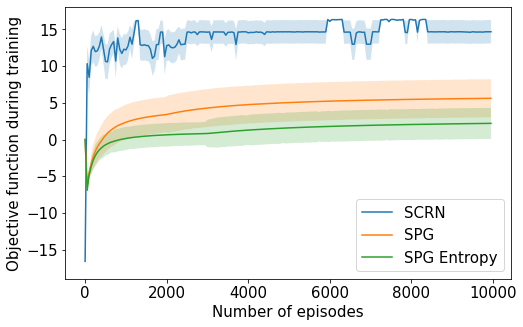 Objective function during training
15
10
5
0
−5
−10
−15
0
2000
4000
6000
8000
10000
Number of episodes
SCRN
SPG
SPG Entropy